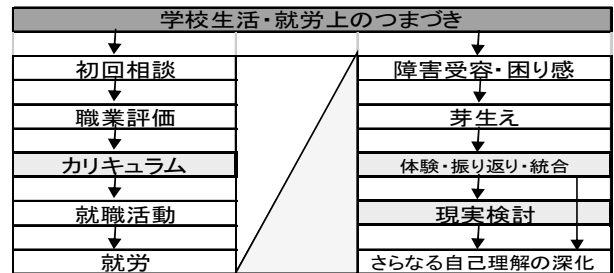 学校生活・就労上のつまづき
初回相談
職業評価
カリキュラム
就職活動
就労
障害受容・困り感
芽生え
体験・振り返り・統合
現実検討
さらなる自己理解の深化